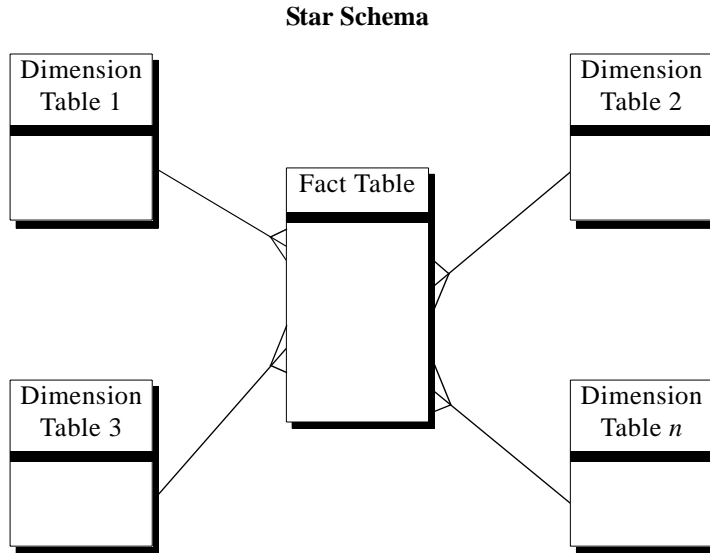 Star Schema
Dimension
Table 1
Dimension
Table 2
Fact Table
Dimension
Table 3
Dimension
Table n